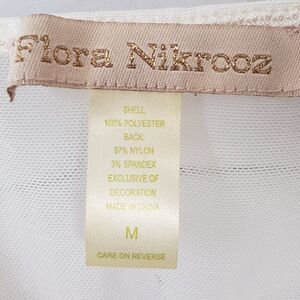 Flora Nikrooz
SHELL:
100% POLYESTER
BACK:
97% NYLON
3% SPANDEX
EXCLUSIVE OF
DECORATION
MADE IN CHINA
M
CARE ON REVERSE